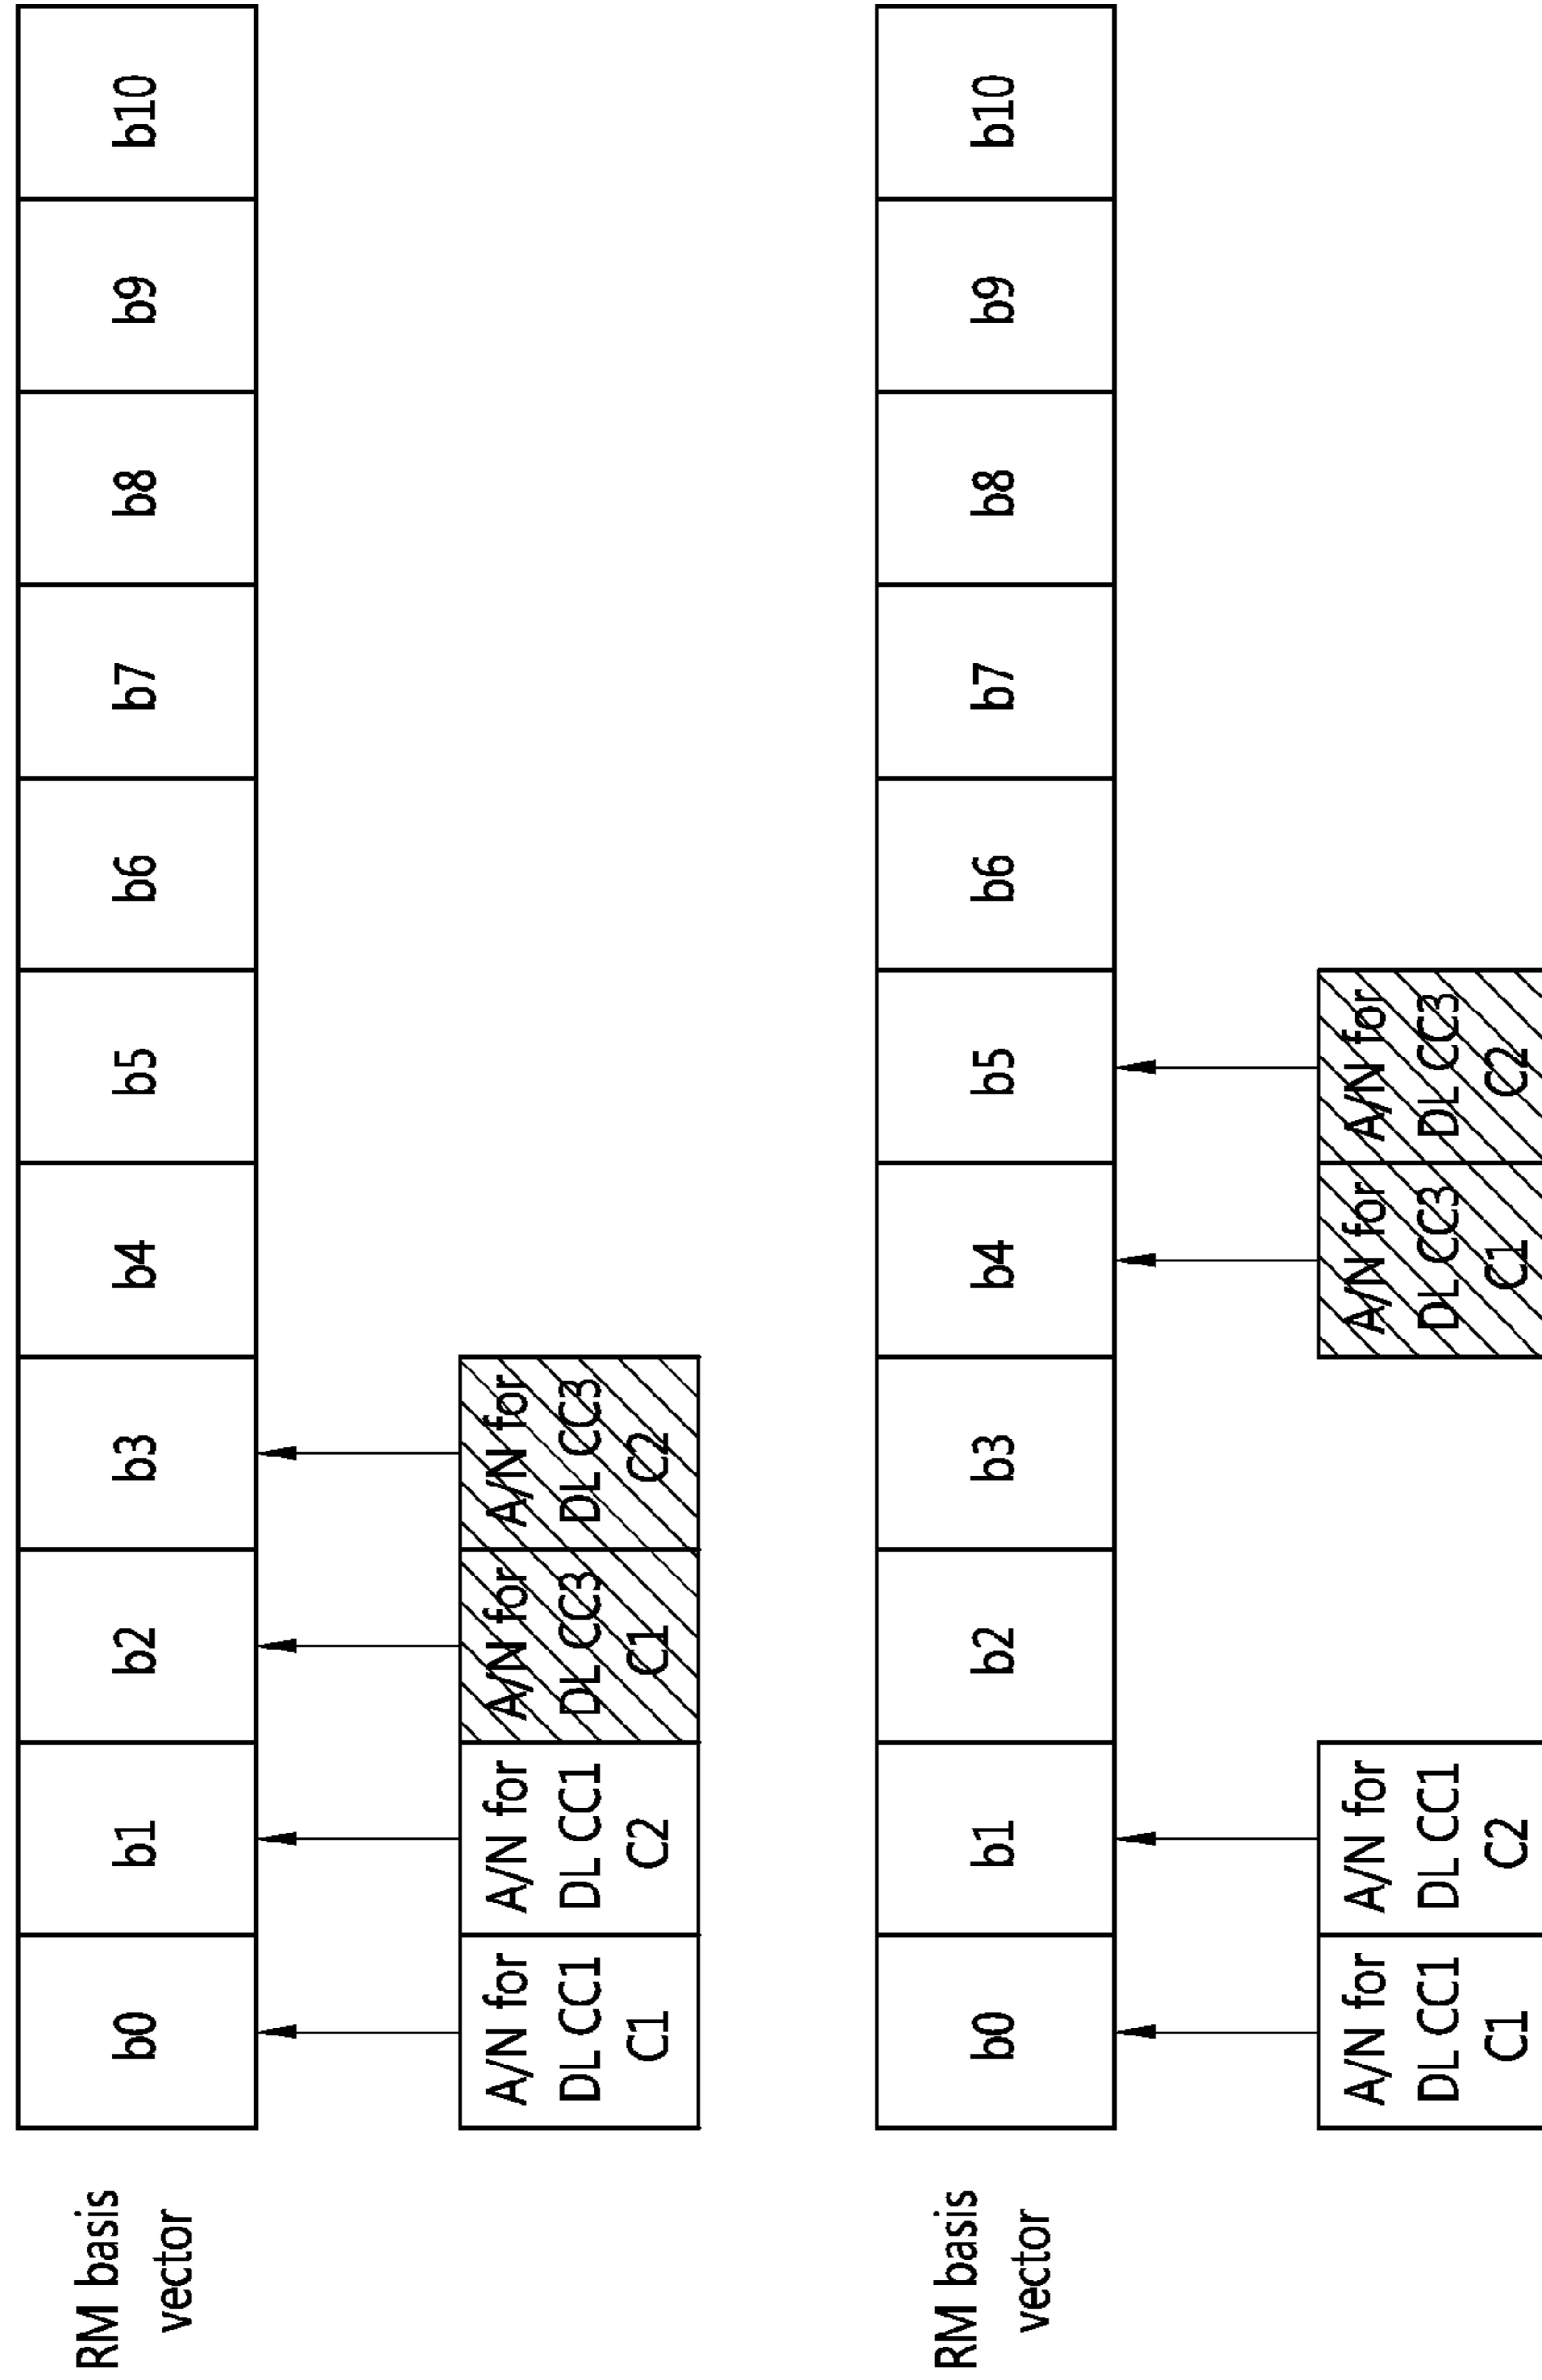 RM basis
vector
b0
b1
b2
b3
b4
b5
b6
b7
b8
b9
b10
A/N for
DL CC1
C1
A/N for
DL CC1
C2
A/N for
DL CC3
C1
A/N for
DL CC3
C2
RM basis
vector
b0
b1
b2
b3
b4
b5
b6
b7
b8
b9
b10
A/N for
DL CC1
C1
A/N for
DL CC1
C2
A/N for
DL CC3
C1
A/N for
DL CC3
C2